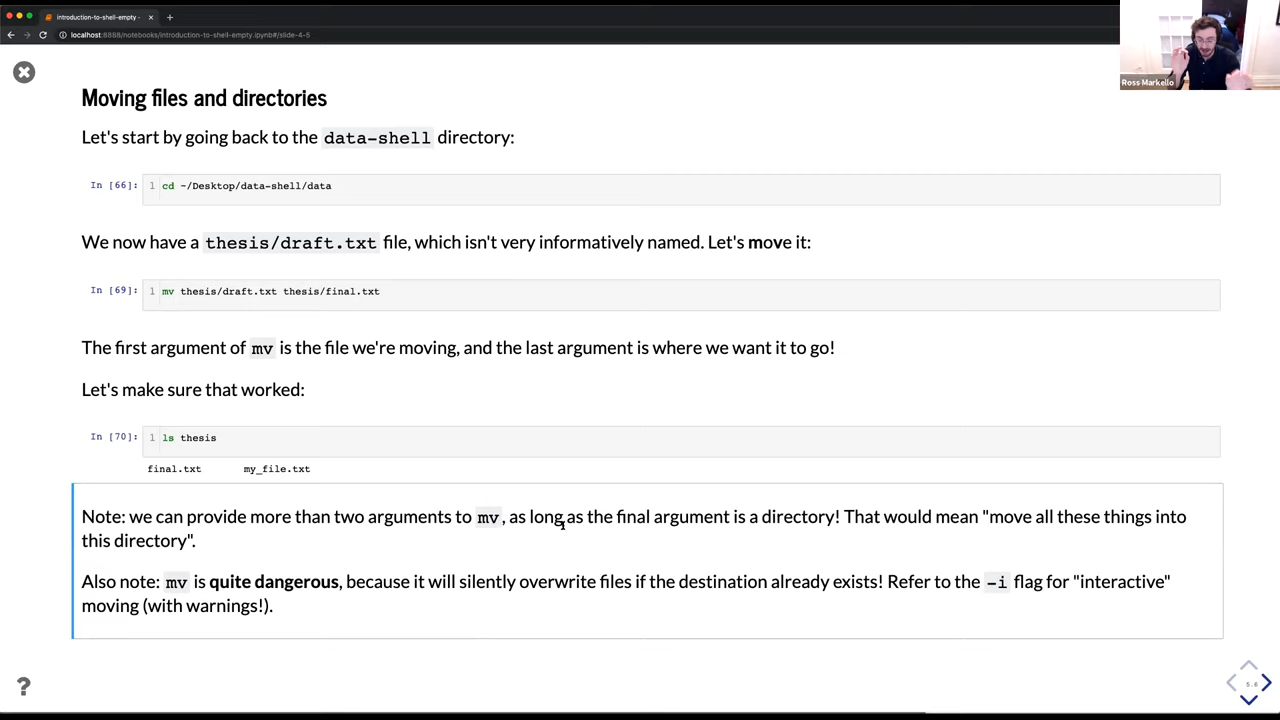 introduction-to-shell-empty -
localhost:8888/notebooks/introduction-to-shell-empty.ipynb#/slide-4-5
Ross Markello
Moving files and directories
Let's start by going back to the data-shell directory:
In [66]: 1 cd ~/Desktop/data-shell/data
We now have a thesis/draft.txt file, which isn't very informatively named. Let's move it:
In [69]: 1 mv thesis/draft.txt thesis/final.txt
The first argument of mv is the file we're moving, and the last argument is where we want it to go!
Let's make sure that worked:
In [70]: 1 ls thesis
final.txt my_file.txt
Note: we can provide more than two arguments to mv, as long as the final argument is a directory! That would mean "move all these things into
this directory".
Also note: mv is quite dangerous, because it will silently overwrite files if the destination already exists! Refer to the -i flag for "interactive"
moving (with warnings!).
5.6
?